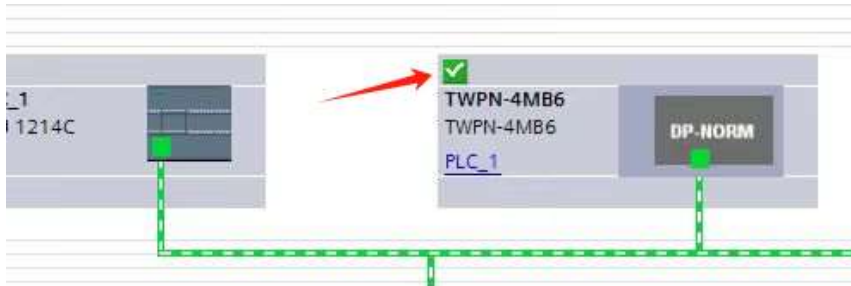 _1
1214C
TWPN-4MB6
TWPN-4MB6
DP-NORM
PLC_1